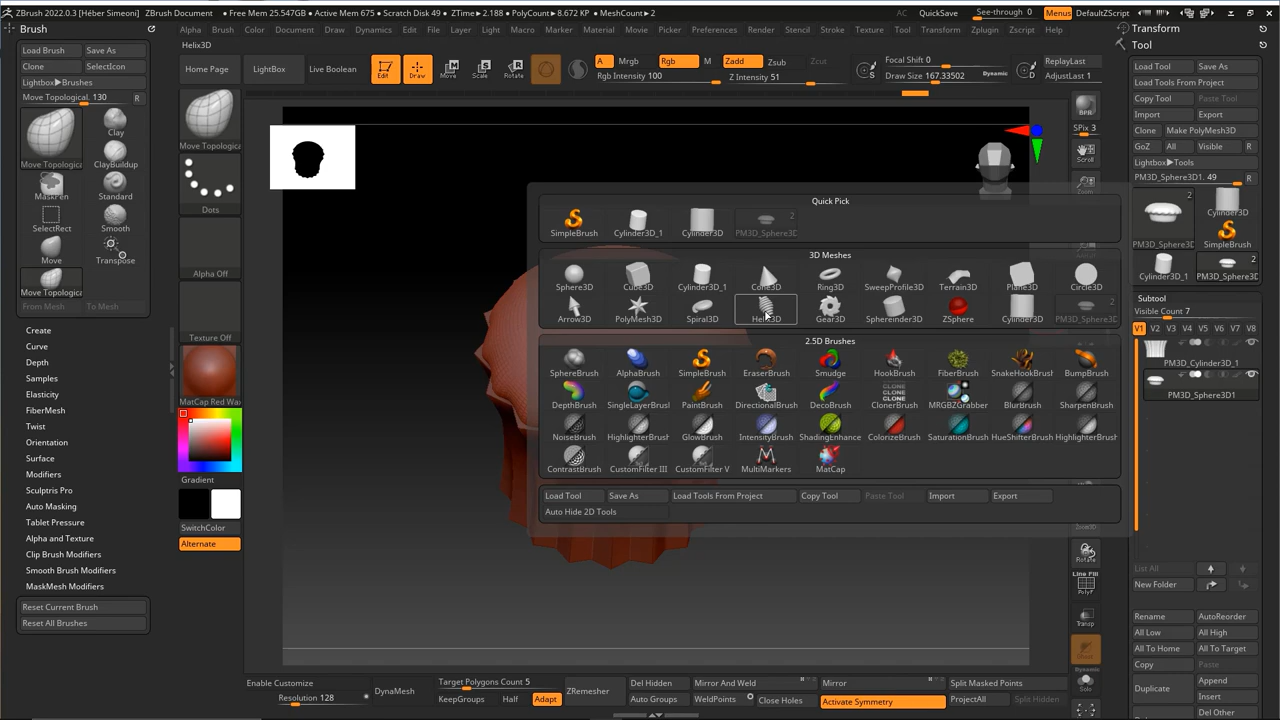 ZBrush 2022.0.3 [Héber Simeoni] ZBrush Document • Free Mem 25.547GB • Active Mem 675 • Scratch Disk 49 • ZTime▸2.188 • PolyCount▸8.672 KP • MeshCount▸2
AC QuickSave See-through 0 Menus DefaultZScript
Brush
Alpha Brush Color Document Draw Dynamics Edit File Layer Light Macro Marker Material Movie Picker Preferences Render Stencil Stroke Texture Tool Transform Zplugin Zscript Help
Helix3D
Load Brush Save As
Clone SelectIcon
Lightbox▸Brushes
Move Topological. 130 R
Move Topologica
Clay
ClayBuildup
MaskPen Standard
SelectRect Smooth
Move Transpose
Move Topologica
From Mesh To Mesh
Create
Curve
Depth
Samples
Elasticity
FiberMesh
Twist
Orientation
Surface
Modifiers
Sculptris Pro
Auto Masking
Tablet Pressure
Alpha and Texture
Clip Brush Modifiers
Smooth Brush Modifiers
MaskMesh Modifiers
Reset Current Brush
Reset All Brushes
Home Page LightBox Live Boolean
Edit Draw Move Scale Rotate
A Mrgb Rgb M Zadd Zsub Zcut
Rgb Intensity 100 Z Intensity 51
S Focal Shift 0
Draw Size 167.33502 Dynamic D
ReplayLast
AdjustLast 1
Move Topologica
Dots
Alpha Off
Texture Off
MatCap Red Wax
Gradient
SwitchColor
Alternate
Quick Pick
SimpleBrush Cylinder3D_1 Cylinder3D PM3D_Sphere3D 2
3D Meshes
Sphere3D Cube3D Cylinder3D_1 Cone3D Ring3D SweepProfile3D Terrain3D Plane3D Circle3D
Arrow3D PolyMesh3D Spiral3D Helix3D Gear3D Sphereinder3D ZSphere Cylinder3D PM3D_Sphere3D 2
2.5D Brushes
SphereBrush AlphaBrush SimpleBrush EraserBrush Smudge HookBrush FiberBrush SnakeHookBrush BumpBrush
DepthBrush SingleLayerBrusl PaintBrush DirectionalBrush DecoBrush ClonerBrush MRGBZGrabber BlurBrush SharpenBrush
NoiseBrush HighlighterBrush GlowBrush IntensityBrush ShadingEnhance ColorizeBrush SaturationBrush HueShifterBrush HighlighterBrush
ContrastBrush CustomFilter III CustomFilter V MultiMarkers MatCap
Load Tool Save As Load Tools From Project Copy Tool Paste Tool Import Export
Auto Hide 2D Tools
BPR
SPix 3
Scroll
Zoom
Zoom3D
Rotate
Line Fill
PolyF
Transp
Dynamic
Solo
Transform
Tool
Load Tool Save As
Load Tools From Project
Copy Tool Paste Tool
Import Export
Clone Make PolyMesh3D
GoZ All Visible R
Lightbox▸Tools
PM3D_Sphere3D1. 49 R
2 Cylinder3D
PM3D_Sphere3D SimpleBrush
2
Cylinder3D_1 PM3D_Sphere3D
Subtool
Visible Count 7
V1 V2 V3 V4 V5 V6 V7 V8
PM3D_Cylinder3D_1
PM3D_Sphere3D1
List All
New Folder
Rename AutoReorder
All Low All High
All To Home All To Target
Copy Paste
Duplicate Append
Insert
Delete Del Other
Enable Customize
Resolution 128
DynaMesh
Target Polygons Count 5
KeepGroups Half Adapt
ZRemesher
Del Hidden Mirror And Weld Mirror Split Masked Points
Auto Groups WeldPoints Close Holes Activate Symmetry ProjectAll Split Hidden